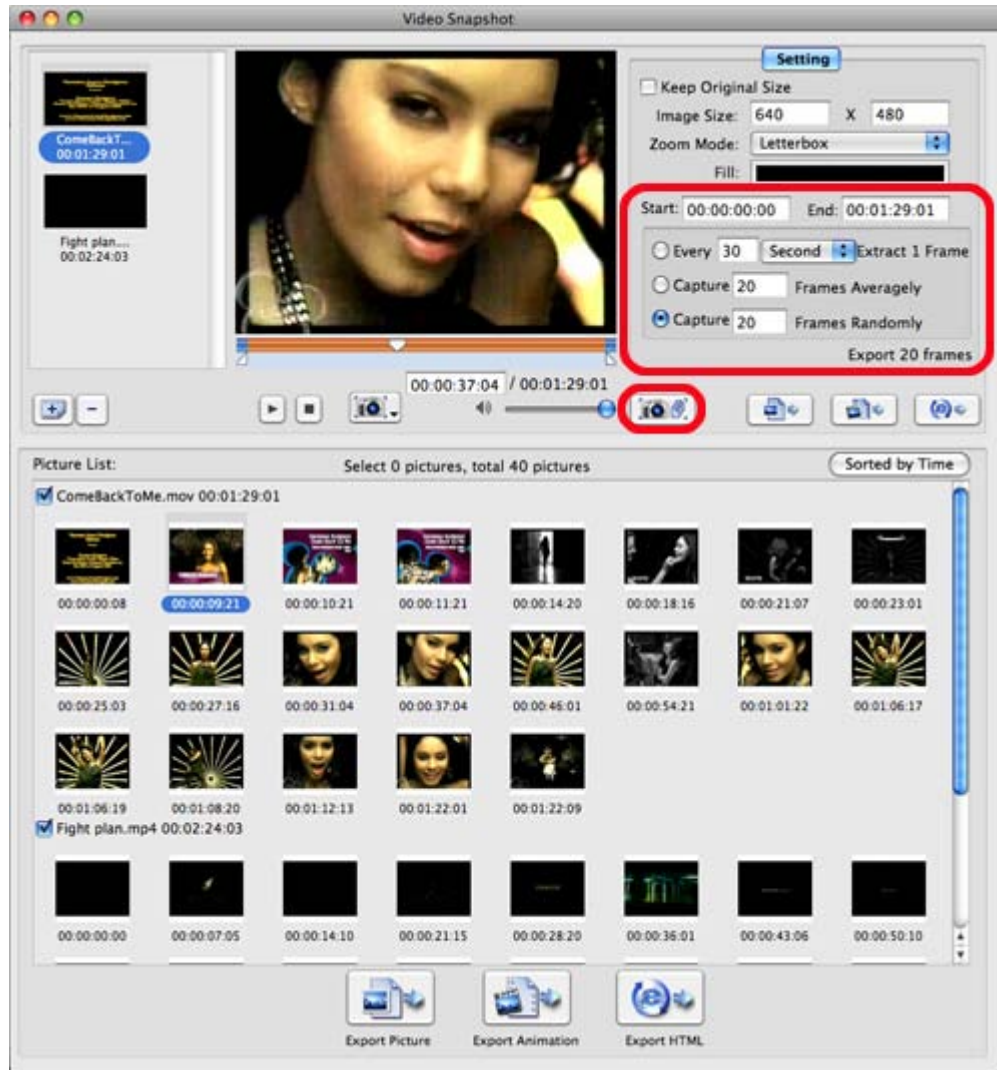 Video Snapshot
ComeBackT...
00:01:29:01
Fight plan....
00:02:24:03
Setting
Keep Original Size
Image Size: 640 X 480
Zoom Mode: Letterbox
Fill:
Start: 00:00:00:00 End: 00:01:29:01
Every 30 Second Extract 1 Frame
Capture 20 Frames Averagely
Capture 20 Frames Randomly
Export 20 frames
00:00:37:04 / 00:01:29:01
Picture List: Select 0 pictures, total 40 pictures Sorted by Time
ComeBackToMe.mov 00:01:29:01
00:00:00:08 00:00:09:21 00:00:10:21 00:00:11:21 00:00:14:20 00:00:18:16 00:00:21:07 00:00:23:01
00:00:25:03 00:00:27:16 00:00:31:04 00:00:37:04 00:00:46:01 00:00:54:21 00:01:01:22 00:01:06:17
00:01:06:19 00:01:08:20 00:01:12:13 00:01:22:01 00:01:22:09
Fight plan.mp4 00:02:24:03
00:00:00:00 00:00:07:05 00:00:14:10 00:00:21:15 00:00:28:20 00:00:36:01 00:00:43:06 00:00:50:10
Export Picture Export Animation Export HTML